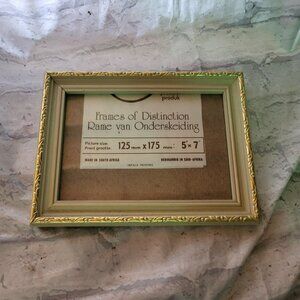 produk
Frames of Distinction
Rame van Onderskeiding
Picture size
Prent grootte 125 mm x 175 mm 5" x 7"
MADE IN SOUTH AFRICA VERVAARDIG IN SUID-AFRIKA